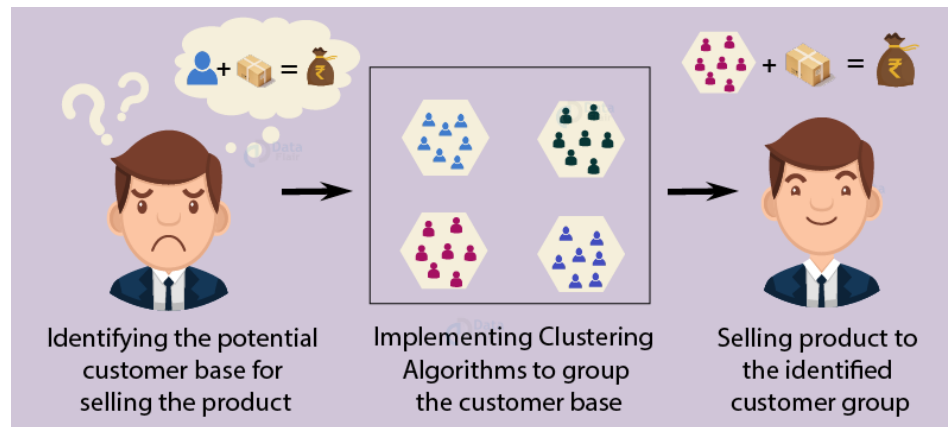 Identifying the potential
customer base for
selling the product
Implementing Clustering
Algorithms to group
the customer base
Selling product to
the identified
customer group